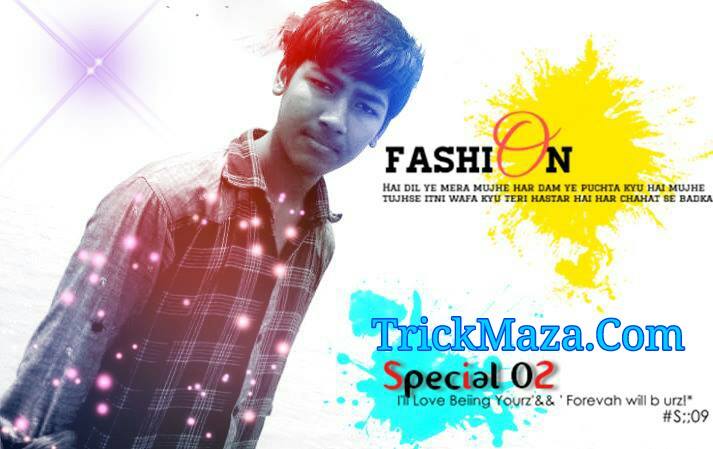 FASHION
HAI DIL YE MERA MUJHE HAR DAM YE PUCHTA KYU HAI MUJHE
TUJHSE ITNI WAFA KYU TERI HASTAR HAI HAR CHAHAT SE BADKA
TrickMaza.Com
Special 02
I'll Love Beiing Yourz'&& ' Forevah will b urz!*
#S;;09